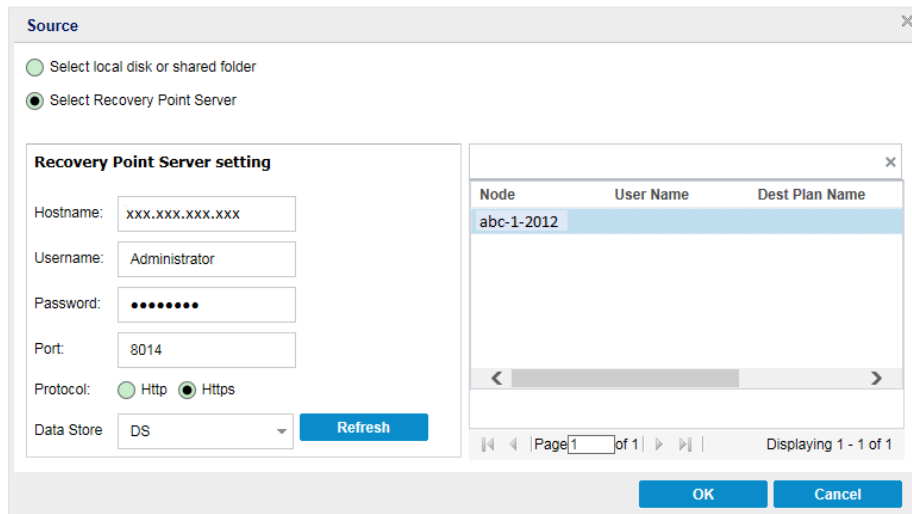 Source
Select local disk or shared folder
Select Recovery Point Server
Recovery Point Server setting
Hostname: xxx.xxx.xxx.xxx
Username: Administrator
Password: ••••••••
Port: 8014
Protocol: Http Https
Data Store DS Refresh
Node User Name Dest Plan Name
abc-1-2012
Page 1 of 1 Displaying 1 - 1 of 1
OK Cancel